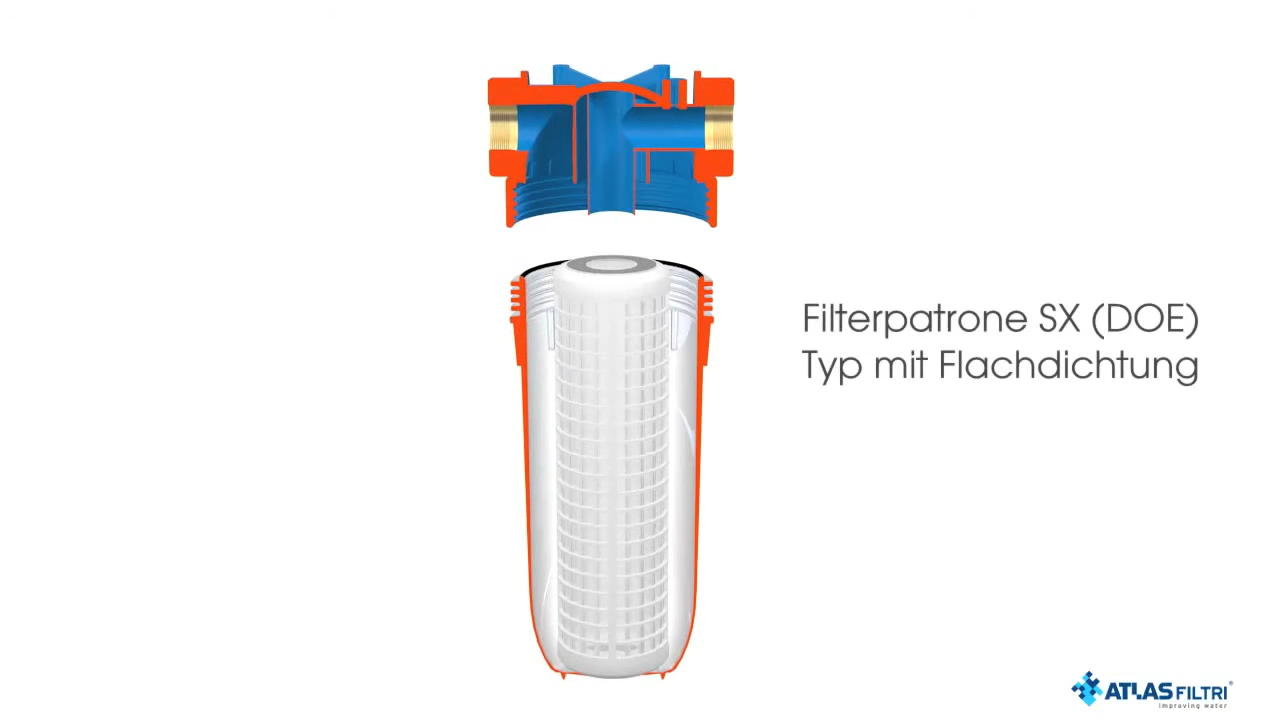 Filterpatrone SX (DOE)
Typ mit Flachdichtung
ATLAS FILTRI®
improving water